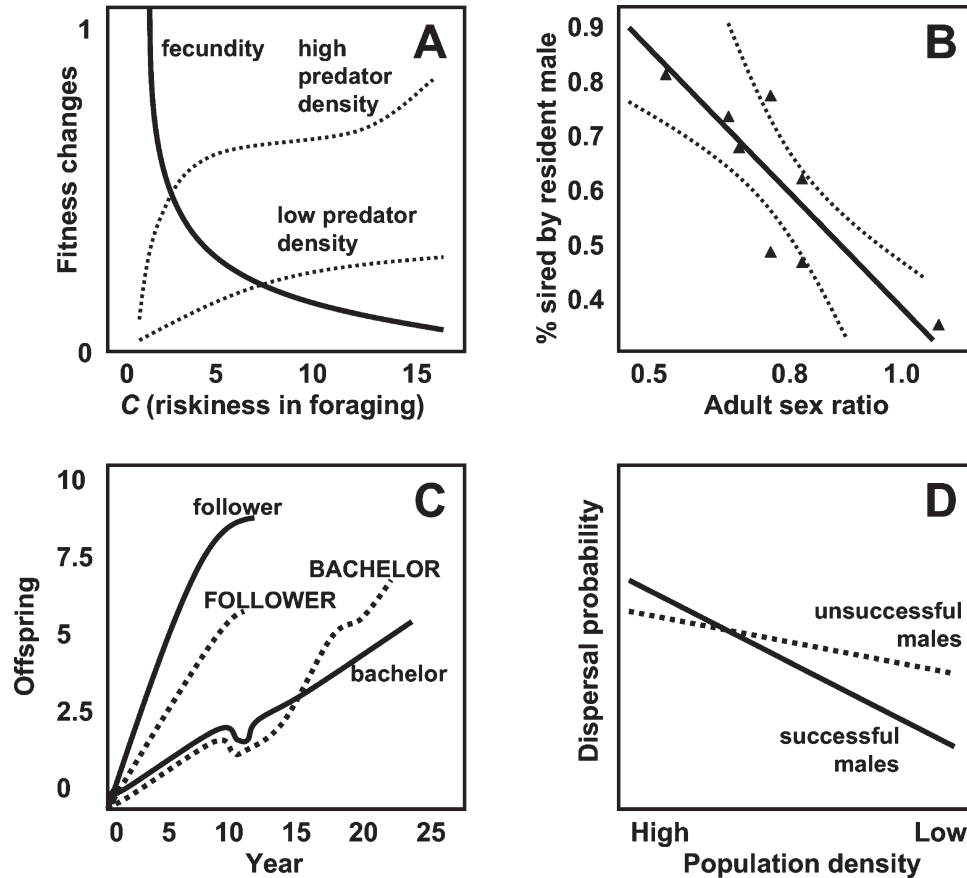 A
1
fecundity
high
predator
density
low predator
density
Fitness changes
0
0 5 10 15
C (riskiness in foraging)
B
0.9
0.8
0.7
0.6
0.5
0.4
% sired by resident male
0.5 0.8 1.0
Adult sex ratio
C
10
7.5
5
2.5
0
Offspring
follower
BACHELOR
FOLLOWER
bachelor
0 5 10 15 20 25
Year
D
Dispersal probability
unsuccessful
males
successful
males
High Low
Population density